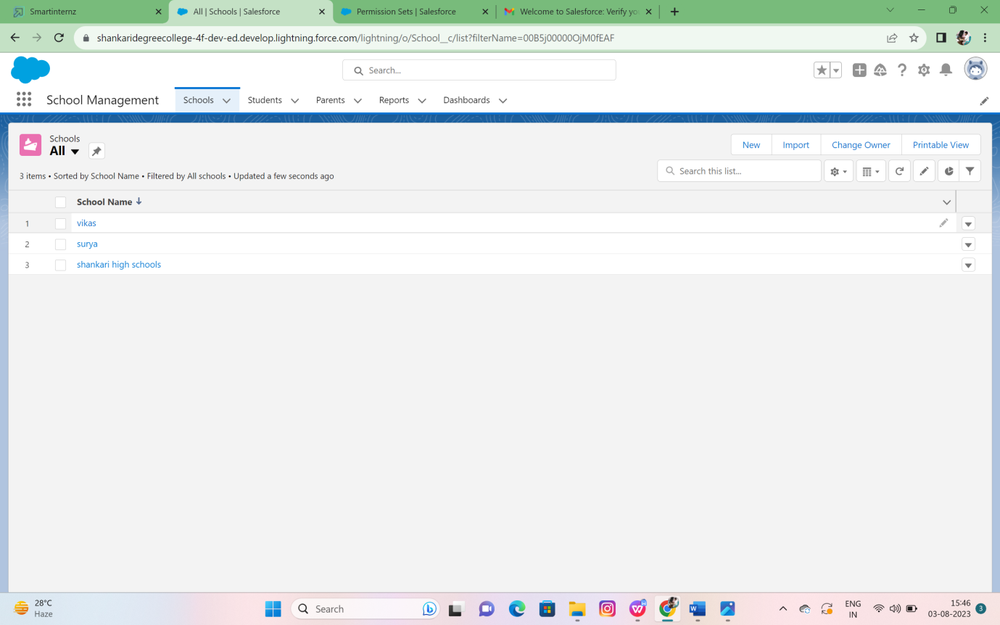 Smartinternz
All | Schools | Salesforce
Permission Sets | Salesforce
Welcome to Salesforce: Verify yo
shankaridegreecollege-4f-dev-ed.develop.lightning.force.com/lightning/o/School__c/list?filterName=00B5j00000OjM0fEAF
Search...
School Management
Schools
Students
Parents
Reports
Dashboards
Schools
All
New
Import
Change Owner
Printable View
3 items • Sorted by School Name • Filtered by All schools • Updated a few seconds ago
Search this list...
School Name
1 vikas
2 surya
3 shankari high schools
28°C
Haze
Search
ENG
IN
15:46
03-08-2023
3